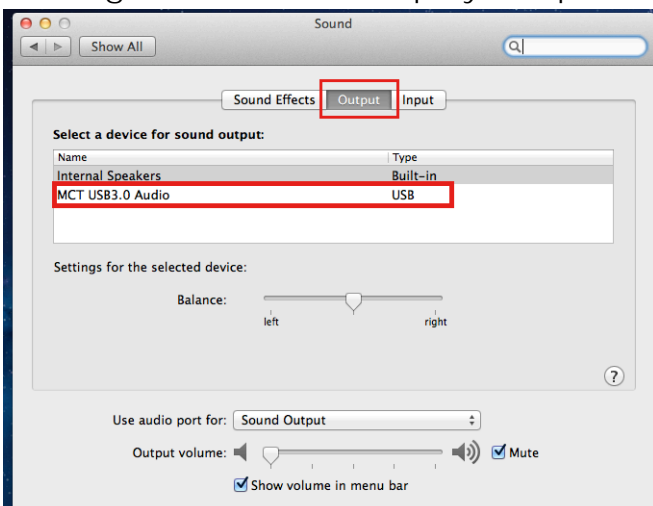 Sound
Show All
Sound Effects Output Input
Select a device for sound output:
Name Type
Internal Speakers Built-in
MCT USB3.0 Audio USB
Settings for the selected device:
Balance:
left right
?
Use audio port for: Sound Output
Output volume: Mute
Show volume in menu bar